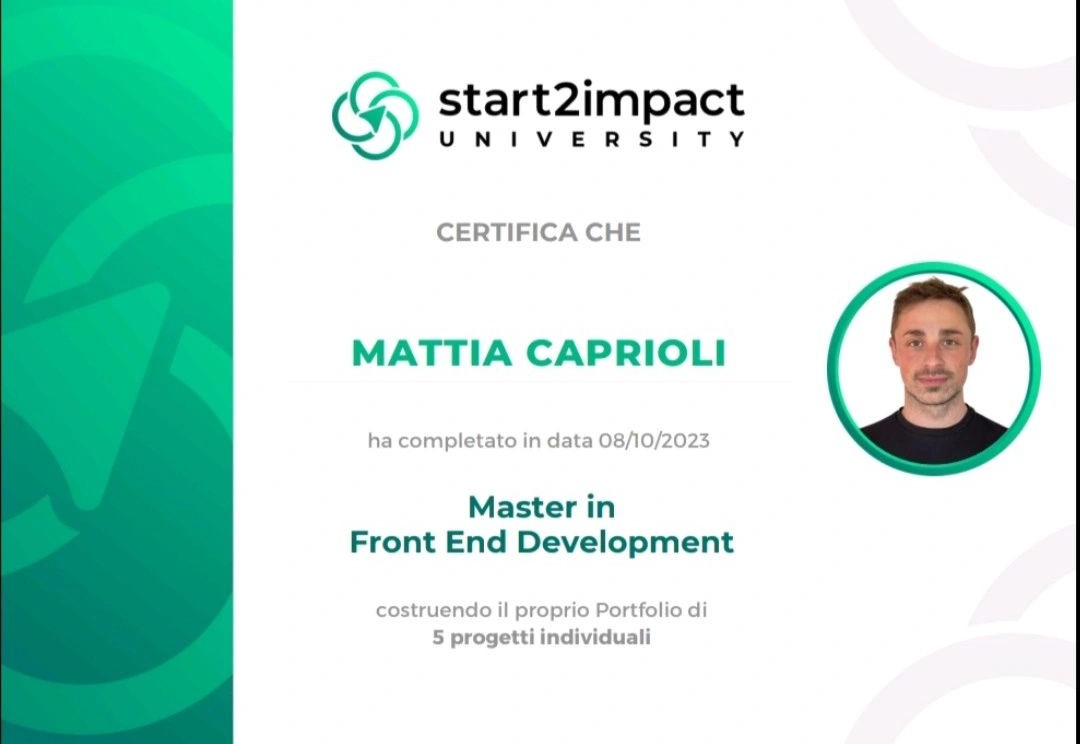 start2impact
UNIVERSITY
CERTIFICA CHE
MATTIA CAPRIOLI
ha completato in data 08/10/2023
Master in
Front End Development
costruendo il proprio Portfolio di
5 progetti individuali